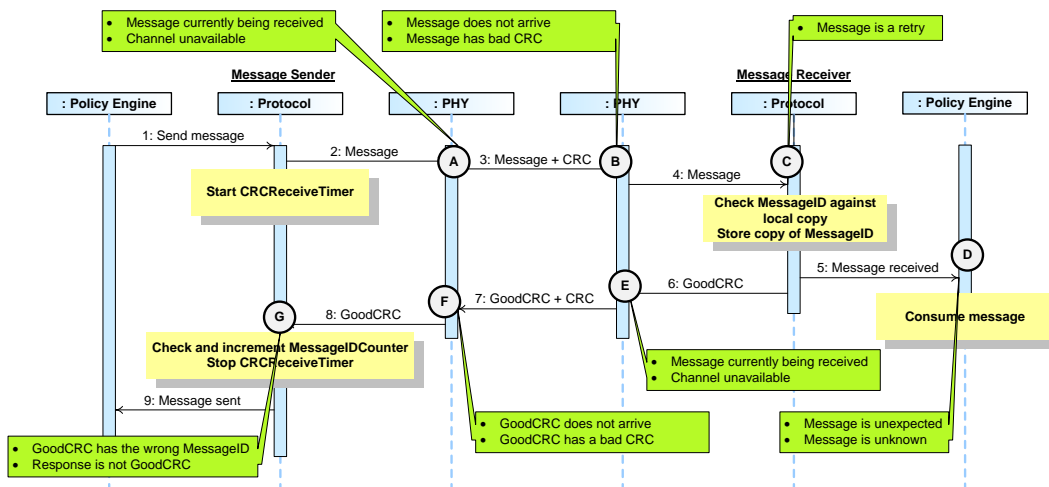 • Message currently being received
• Channel unavailable
• Message does not arrive
• Message has bad CRC
• Message is a retry
Message Sender
Message Receiver
: Policy Engine
: Protocol
: PHY
: PHY
: Protocol
: Policy Engine
1: Send message
2: Message
A
3: Message + CRC
B
C
4: Message
Start CRCReceiveTimer
Check MessageID against
local copy
Store copy of MessageID
D
5: Message received
6: GoodCRC
E
7: GoodCRC + CRC
F
8: GoodCRC
G
Consume message
Check and increment MessageIDCounter
Stop CRCReceiveTimer
• Message currently being received
• Channel unavailable
9: Message sent
• GoodCRC does not arrive
• GoodCRC has a bad CRC
• Message is unexpected
• Message is unknown
• GoodCRC has the wrong MessageID
• Response is not GoodCRC